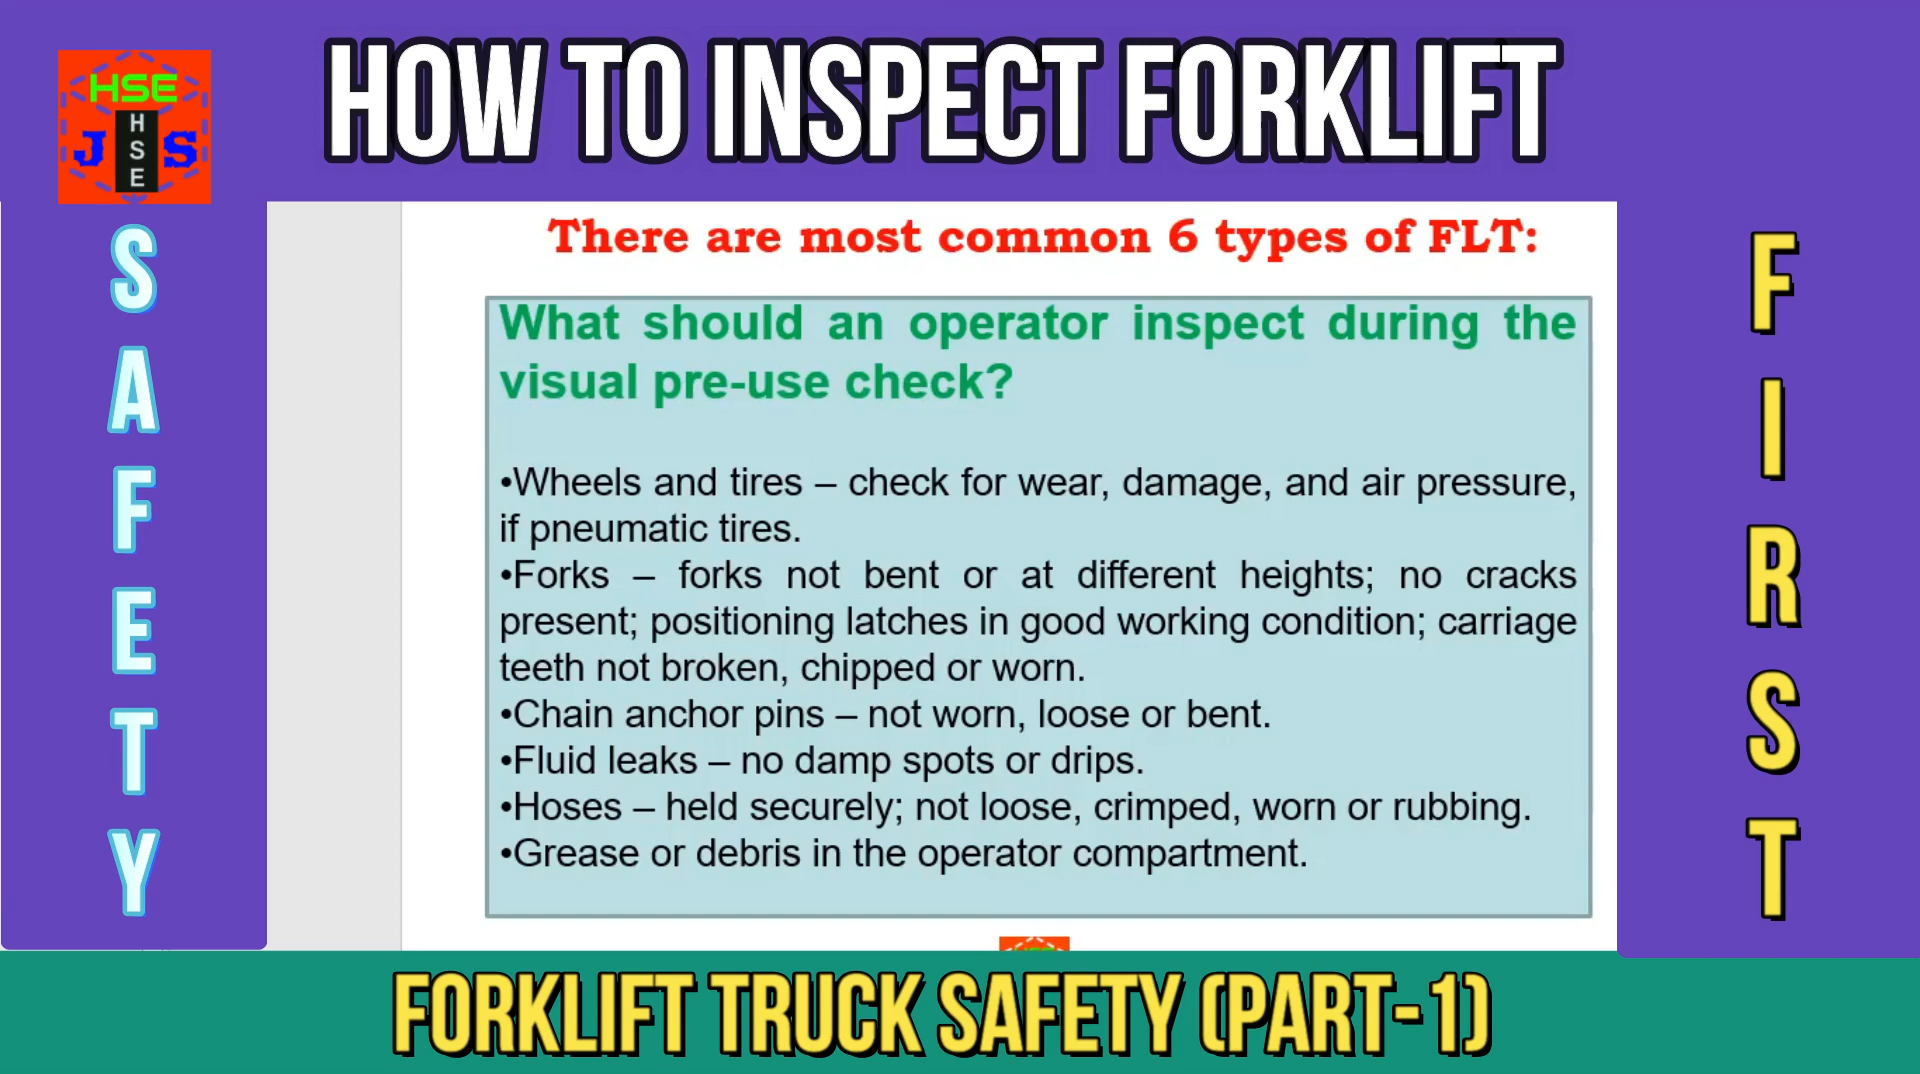 HOW TO INSPECT FORKLIFT
HSE
J HSE S
SAFETY
FIRST
There are most common 6 types of FLT:
What should an operator inspect during the
visual pre-use check?
•Wheels and tires – check for wear, damage, and air pressure,
if pneumatic tires.
•Forks – forks not bent or at different heights; no cracks
present; positioning latches in good working condition; carriage
teeth not broken, chipped or worn.
•Chain anchor pins – not worn, loose or bent.
•Fluid leaks – no damp spots or drips.
•Hoses – held securely; not loose, crimped, worn or rubbing.
•Grease or debris in the operator compartment.
FORKLIFT TRUCK SAFETY (PART-1)